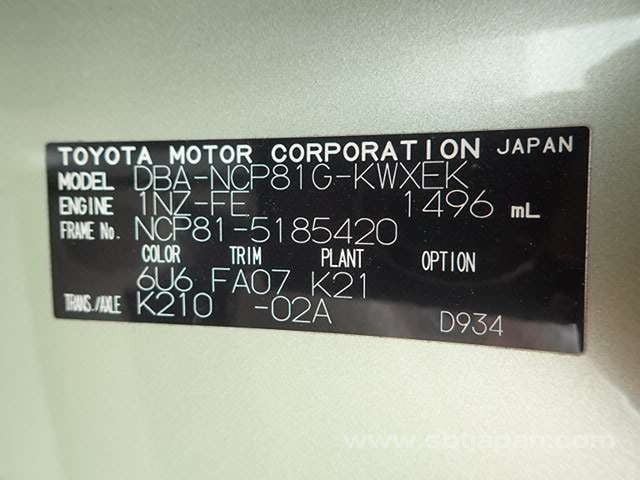 TOYOTA MOTOR CORPORATION JAPAN
MODEL DBA-NCP81G-KWXEK
ENGINE 1NZ-FE 1496 mL
FRAME No. NCP81-5185420
COLOR TRIM PLANT OPTION
6U6 FA07 K21
TRANS./AXLE K210 -02A
D934
www.sbtjapan.com